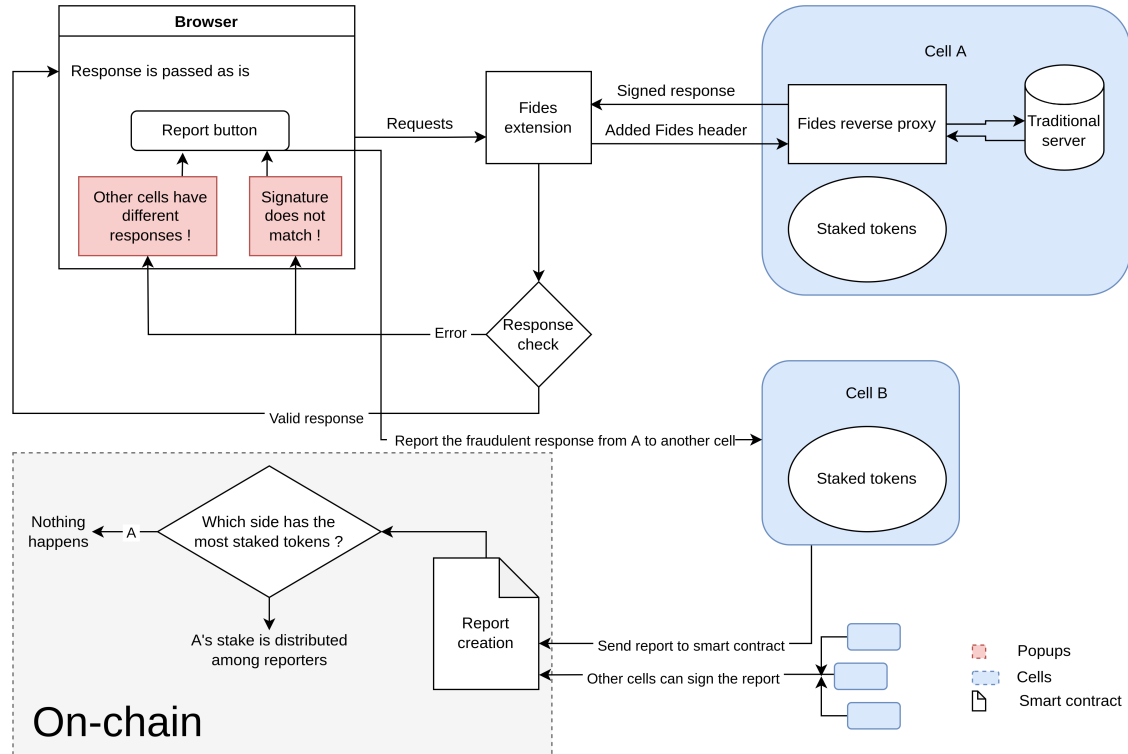 Browser
Response is passed as is
Report button
Other cells have
different
responses !
Signature
does not
match !
Requests
Fides
extension
Signed response
Added Fides header
Cell A
Fides reverse proxy
Traditional
server
Staked tokens
Response
check
Error
Valid response
Report the fraudulent response from A to another cell
Cell B
Staked tokens
Which side has the
most staked tokens ?
A
Nothing
happens
A's stake is distributed
among reporters
Report
creation
Send report to smart contract
Other cells can sign the report
On-chain
Popups
Cells
Smart contract